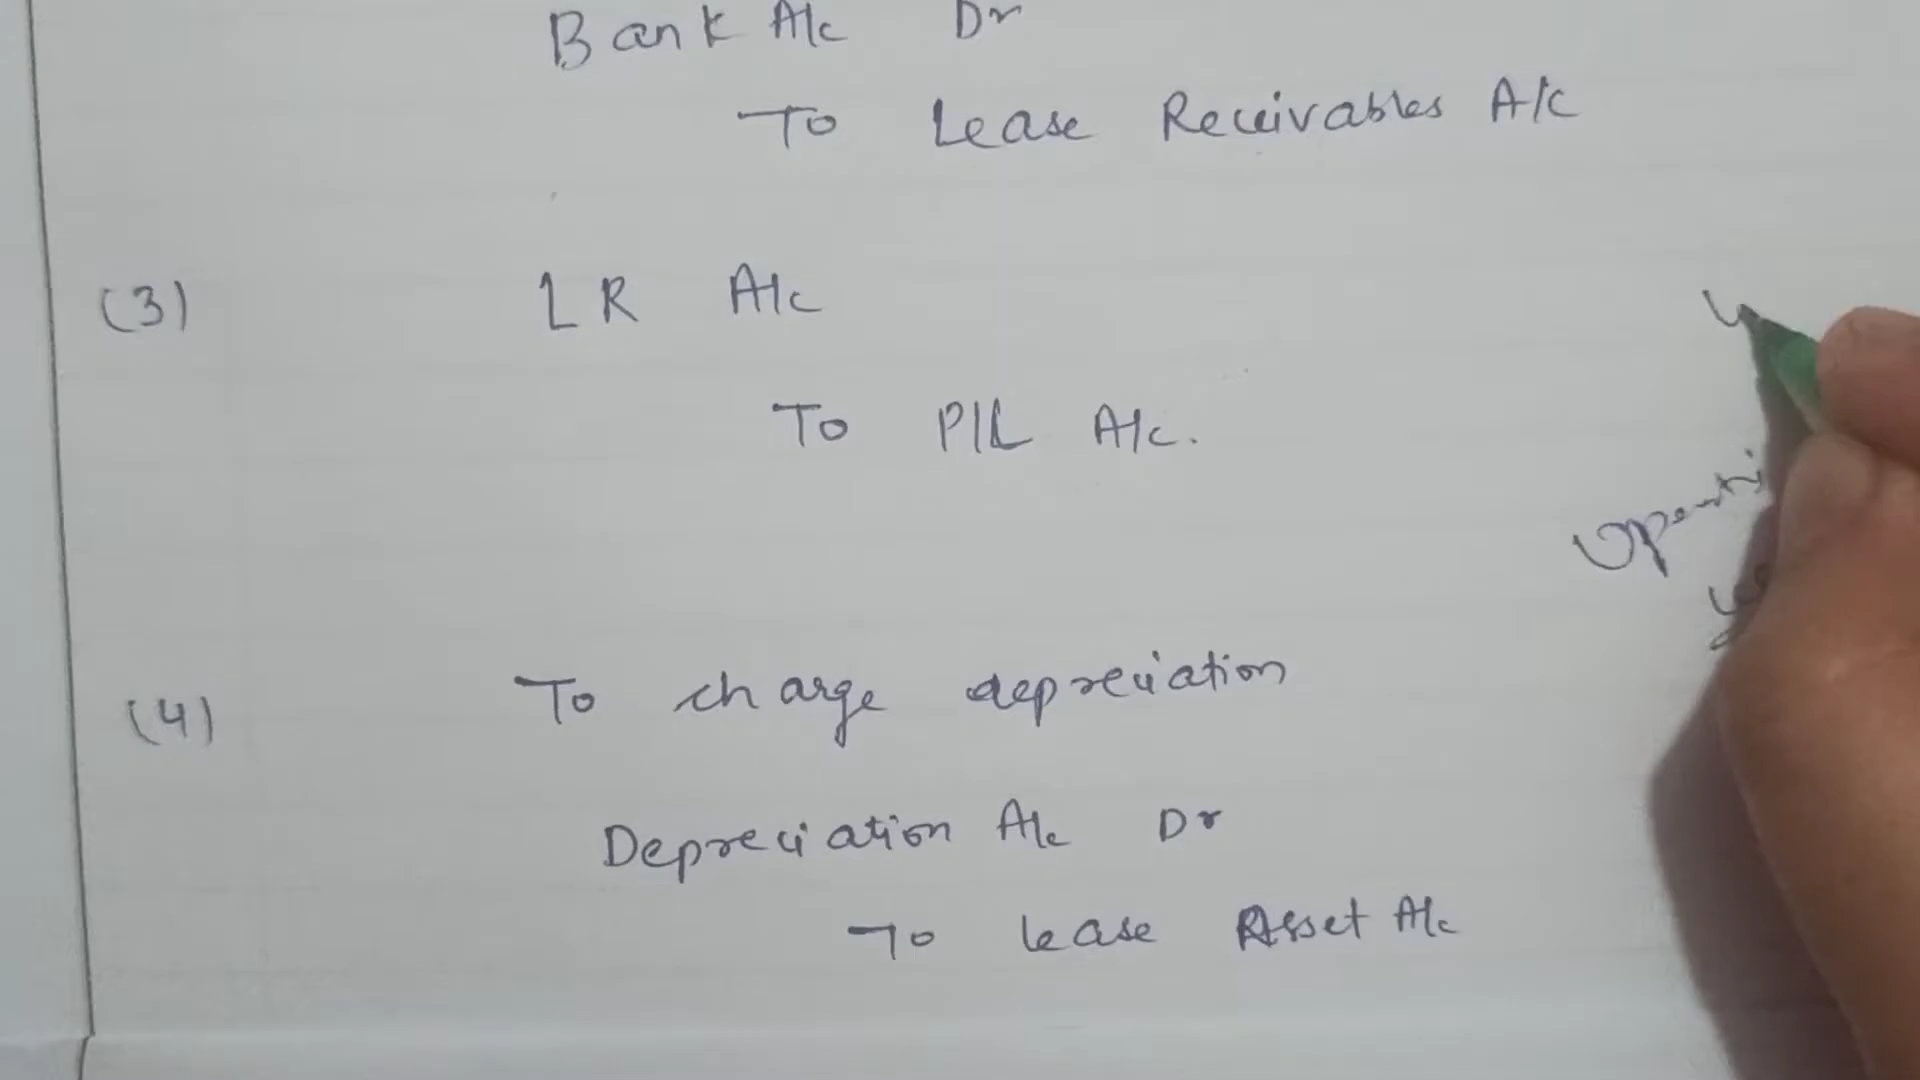 Bank A/c Dr
To Lease Receivables A/c
(3) LR A/c
To P/L A/c.
(4) To charge depreciation
Depreciation A/c Dr
To lease Asset A/c